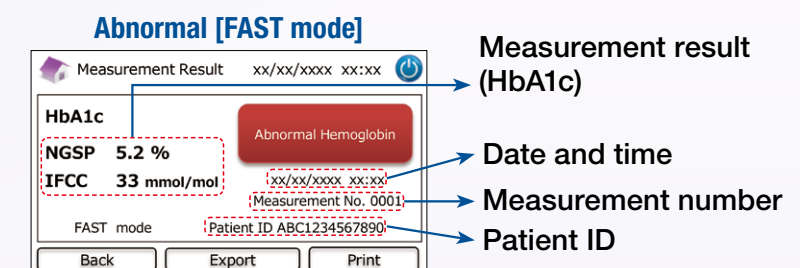 Abnormal [FAST mode]
Measurement Result xx/xx/xxxx xx:xx
HbA1c
NGSP 5.2 %
IFCC 33 mmol/mol
Abnormal Hemoglobin
xx/xx/xxxx xx:xx
Measurement No. 0001
FAST mode
Patient ID ABC1234567890
Back
Export
Print
Measurement result
(HbA1c)
Date and time
Measurement number
Patient ID